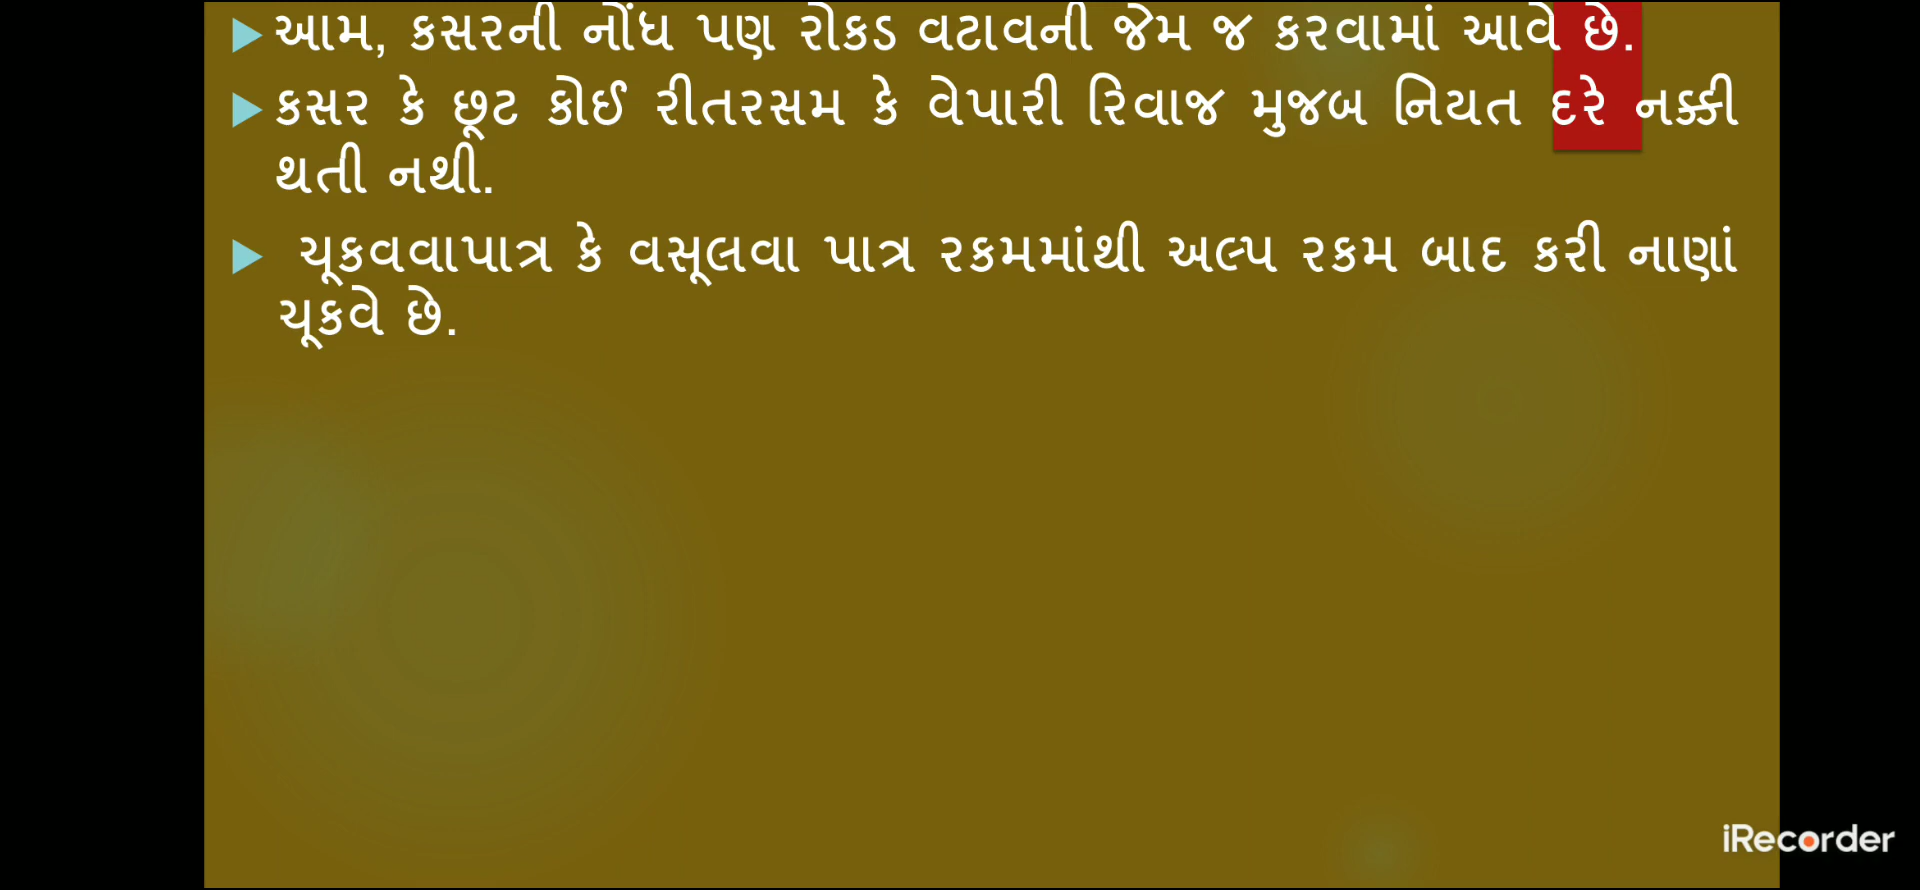 આમ, કસરની નોંધ પણ રોકડ વટાવની જેમ જ કરવામાં આવે છે.
કસર કે છૂટ કોઈ રીતરસમ કે વેપારી રિવાજ મુજબ નિયત દરે નક્કી
થતી નથી.
ચૂકવવાપાત્ર કે વસૂલવા પાત્ર રકમમાંથી અલ્પ રકમ બાદ કરી નાણાં
ચૂકવે છે.
iRecorder